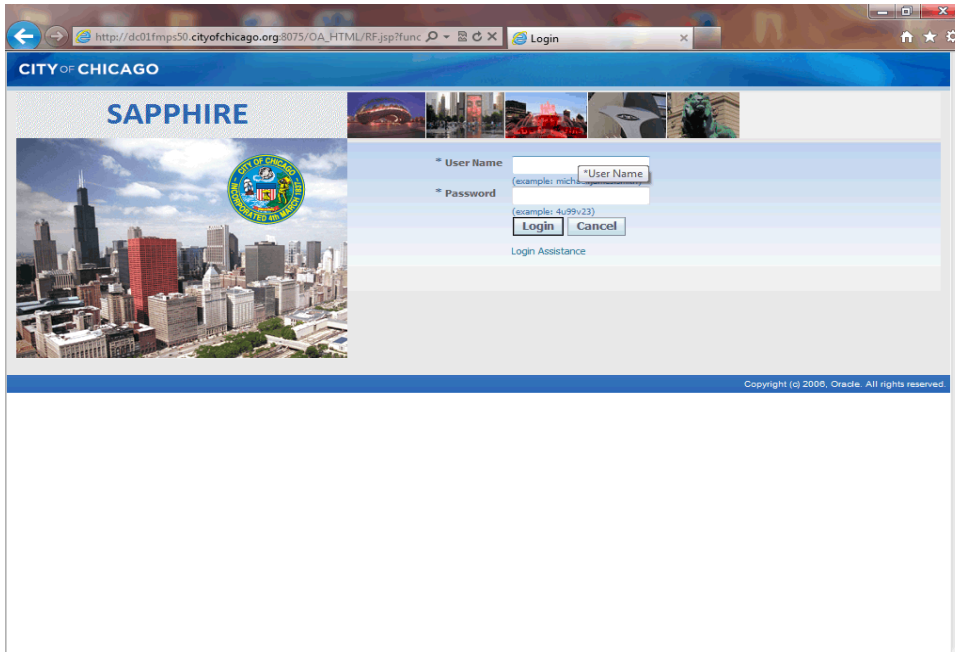 http://dc01fmps50.cityofchicago.org:8075/OA_HTML/RF.jsp?func
Login
CITY OF CHICAGO
SAPPHIRE
CITY OF CHICAGO
INCORPORATED 4th MARCH
* User Name
*User Name
* Password
(example: 4u99v23)
Login Cancel
Login Assistance
Copyright (c) 2006, Oracle. All rights reserved.